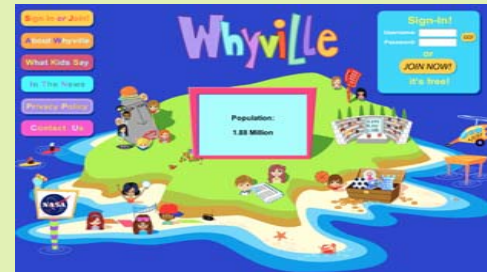 Sign in or Join!
About Whyville
What Kids Say
In The News
Privacy Policy
Contact Us
Whyville
Sign-In!
Username:
Password:
GO!
or
JOIN NOW!
it's free!
Population:
1.88 Million
NASA